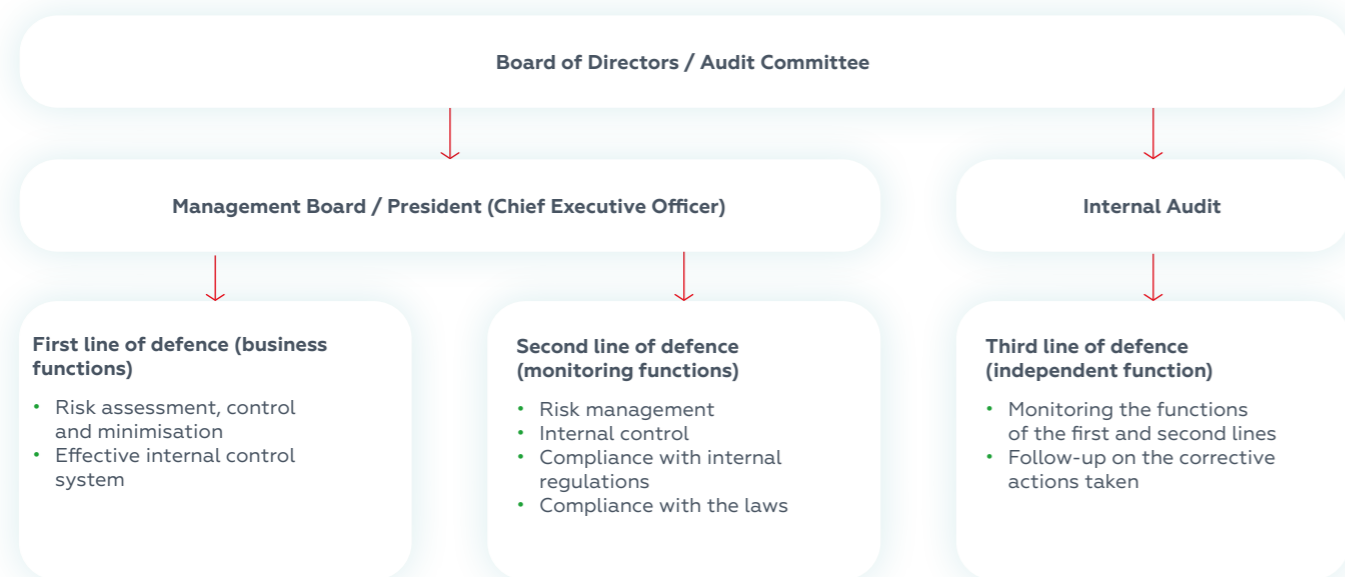 Board of Directors / Audit Committee
Management Board / President (Chief Executive Officer)
Internal Audit
First line of defence (business
functions)
• Risk assessment, control
and minimisation
• Effective internal control
system
Second line of defence
(monitoring functions)
• Risk management
• Internal control
• Compliance with internal
regulations
• Compliance with the laws
Third line of defence
(independent function)
• Monitoring the functions
of the first and second lines
• Follow-up on the corrective
actions taken